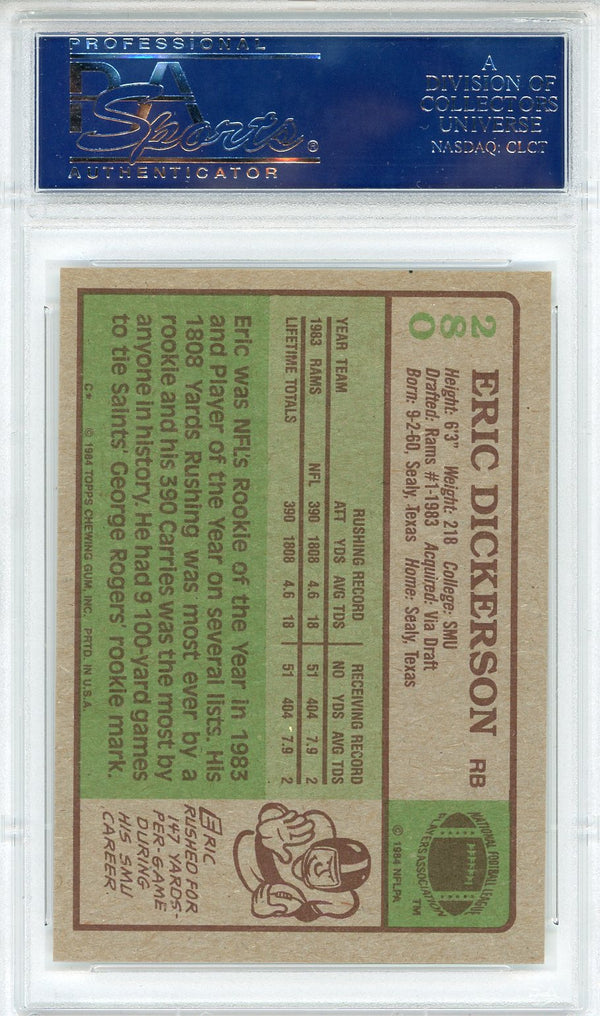 PROFESSIONAL
PSA
Sports®
AUTHENTICATOR
A
DIVISION OF
COLLECTORS
UNIVERSE
NASDAQ: CLCT
280
ERIC DICKERSON RB
Height: 6'3" Weight: 218 College: SMU
Drafted: Rams #1-1983 Acquired: Via Draft
Born: 9-2-60, Sealy, Texas Home: Sealy, Texas
NATIONAL FOOTBALL LEAGUE
PLAYERS ASSOCIATION
TM
© 1984 NFLPA
RUSHING RECORD RECEIVING RECORD
YEAR TEAM ATT YDS AVG TDS NO YDS AVG TDS
1983 RAMS NFL 390 1808 4.6 18 51 404 7.9 2
LIFETIME TOTALS 390 1808 4.6 18 51 404 7.9 2
Eric was NFL's Rookie of the Year in 1983
and Player of the Year on several lists. His
1808 Yards Rushing was most ever by a
rookie and his 390 Carries was the most by
anyone in history. He had 9 100-yard games
to tie Saints' George Rogers' rookie mark.
C* © 1984 TOPPS CHEWING GUM, INC. PRTD. IN U.S.A.
ERIC
RUSHED FOR
147 YARDS-
PER-GAME
DURING
HIS SMU
CAREER.